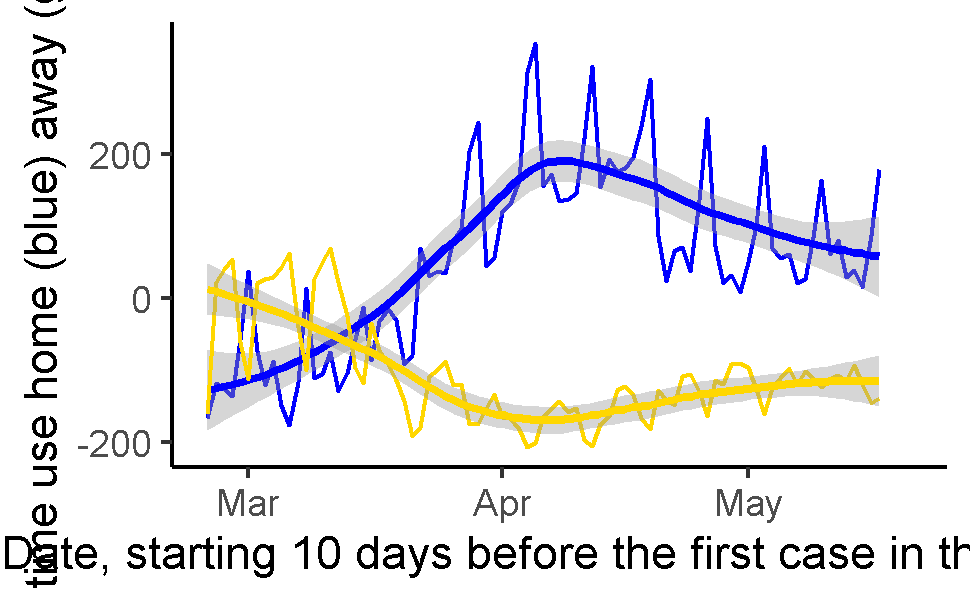 time use home (blue) away (
200
0
-200
Mar
Apr
May
Date, starting 10 days before the first case in